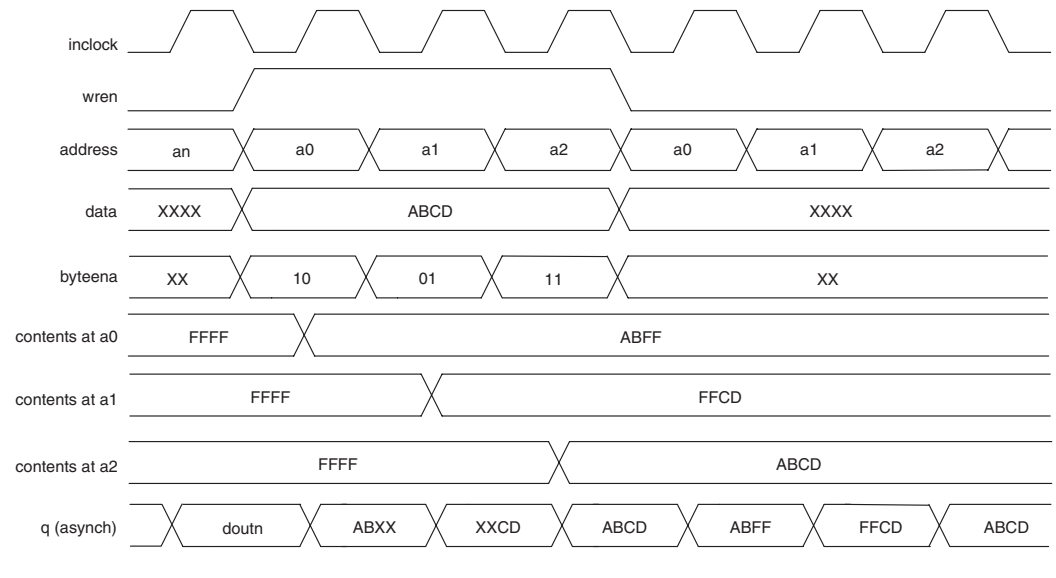 inclock
wren
address an a0 a1 a2 a0 a1 a2
data XXXX ABCD XXXX
byteena XX 10 01 11 XX
contents at a0 FFFF ABFF
contents at a1 FFFF FFCD
contents at a2 FFFF ABCD
q (asynch) doutn ABXX XXCD ABCD ABFF FFCD ABCD